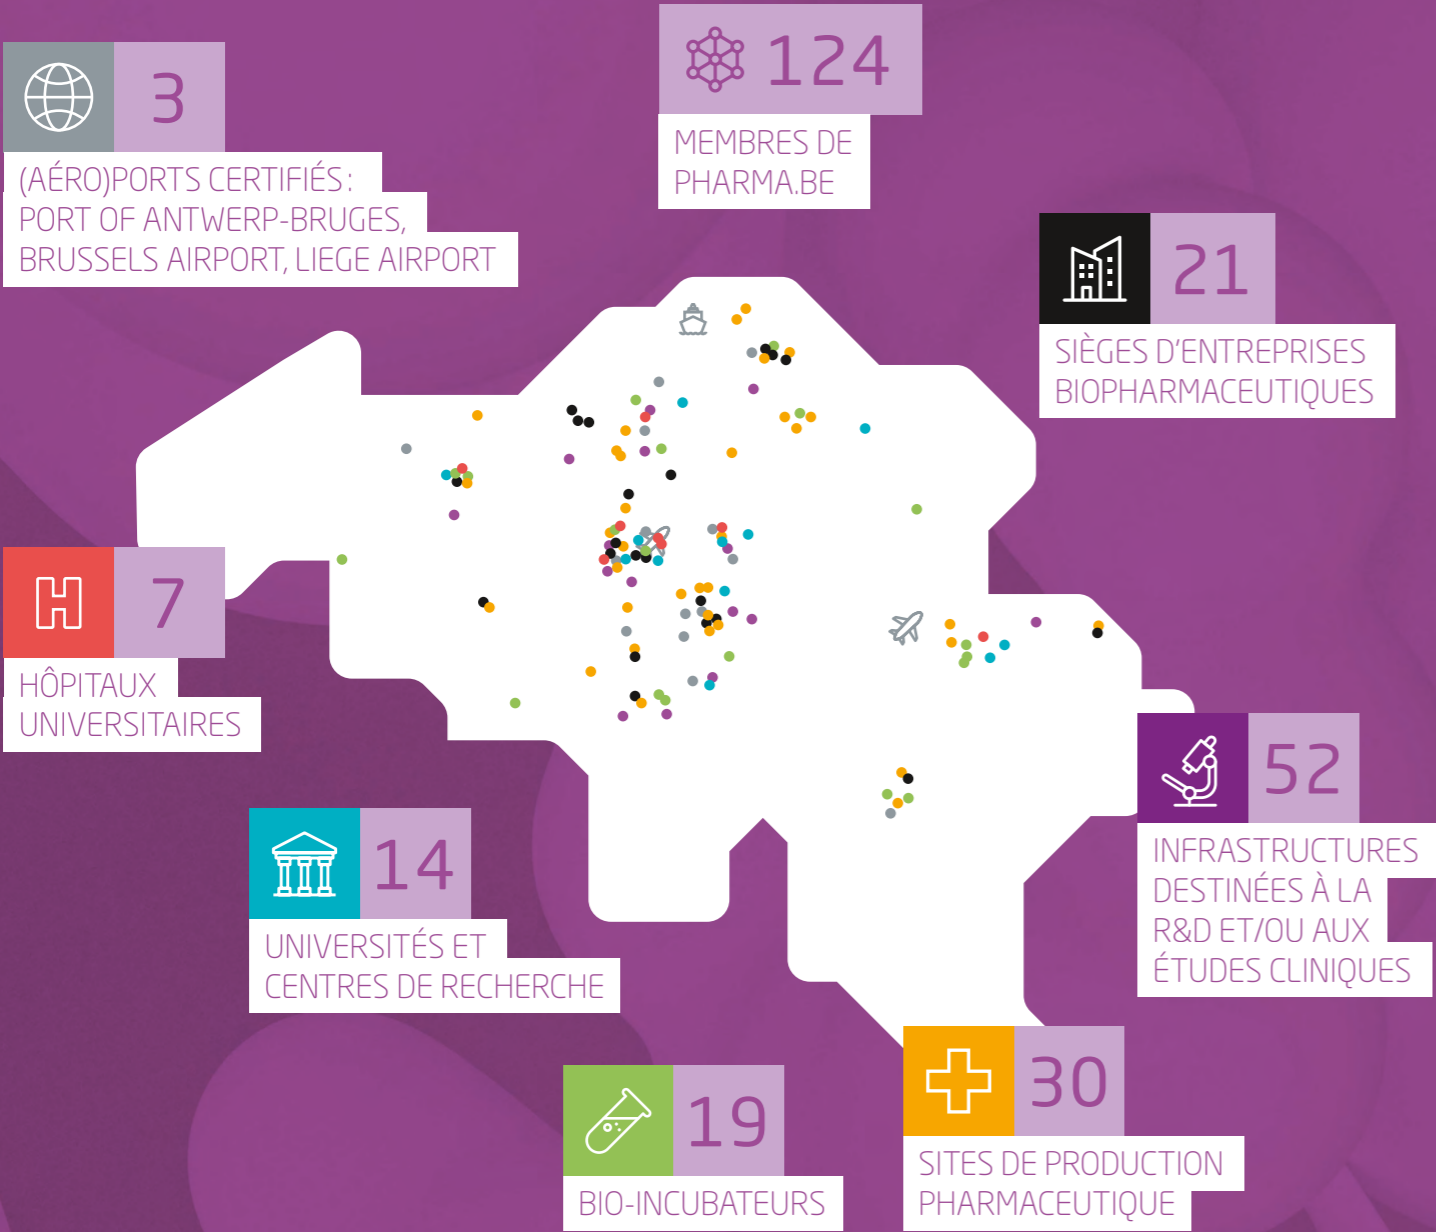 3
(AÉRO)PORTS CERTIFIÉS :
PORT OF ANTWERP-BRUGES,
BRUSSELS AIRPORT, LIEGE AIRPORT
124
MEMBRES DE
PHARMA.BE
21
SIÈGES D'ENTREPRISES
BIOPHARMACEUTIQUES
H 7
HÔPITAUX
UNIVERSITAIRES
52
INFRASTRUCTURES
DESTINÉES À LA
R&D ET/OU AUX
ÉTUDES CLINIQUES
14
UNIVERSITÉS ET
CENTRES DE RECHERCHE
30
SITES DE PRODUCTION
PHARMACEUTIQUE
19
BIO-INCUBATEURS